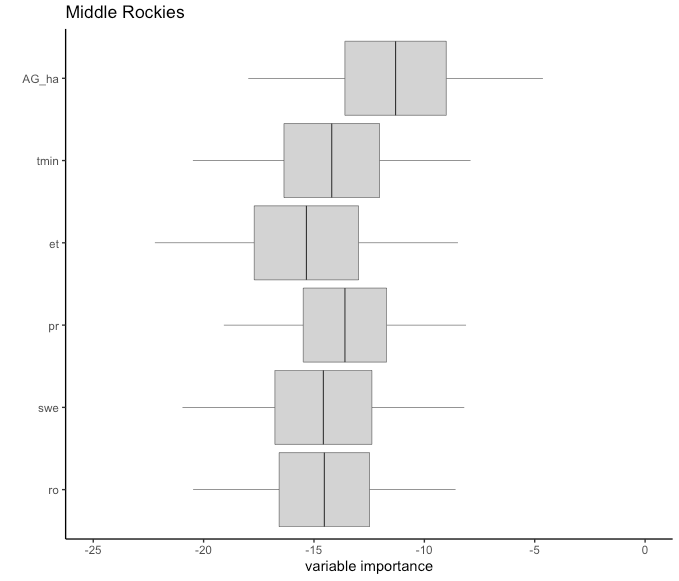 Middle Rockies
AG_ha
tmin
et
pr
swe
ro
-25 -20 -15 -10 -5 0
variable importance